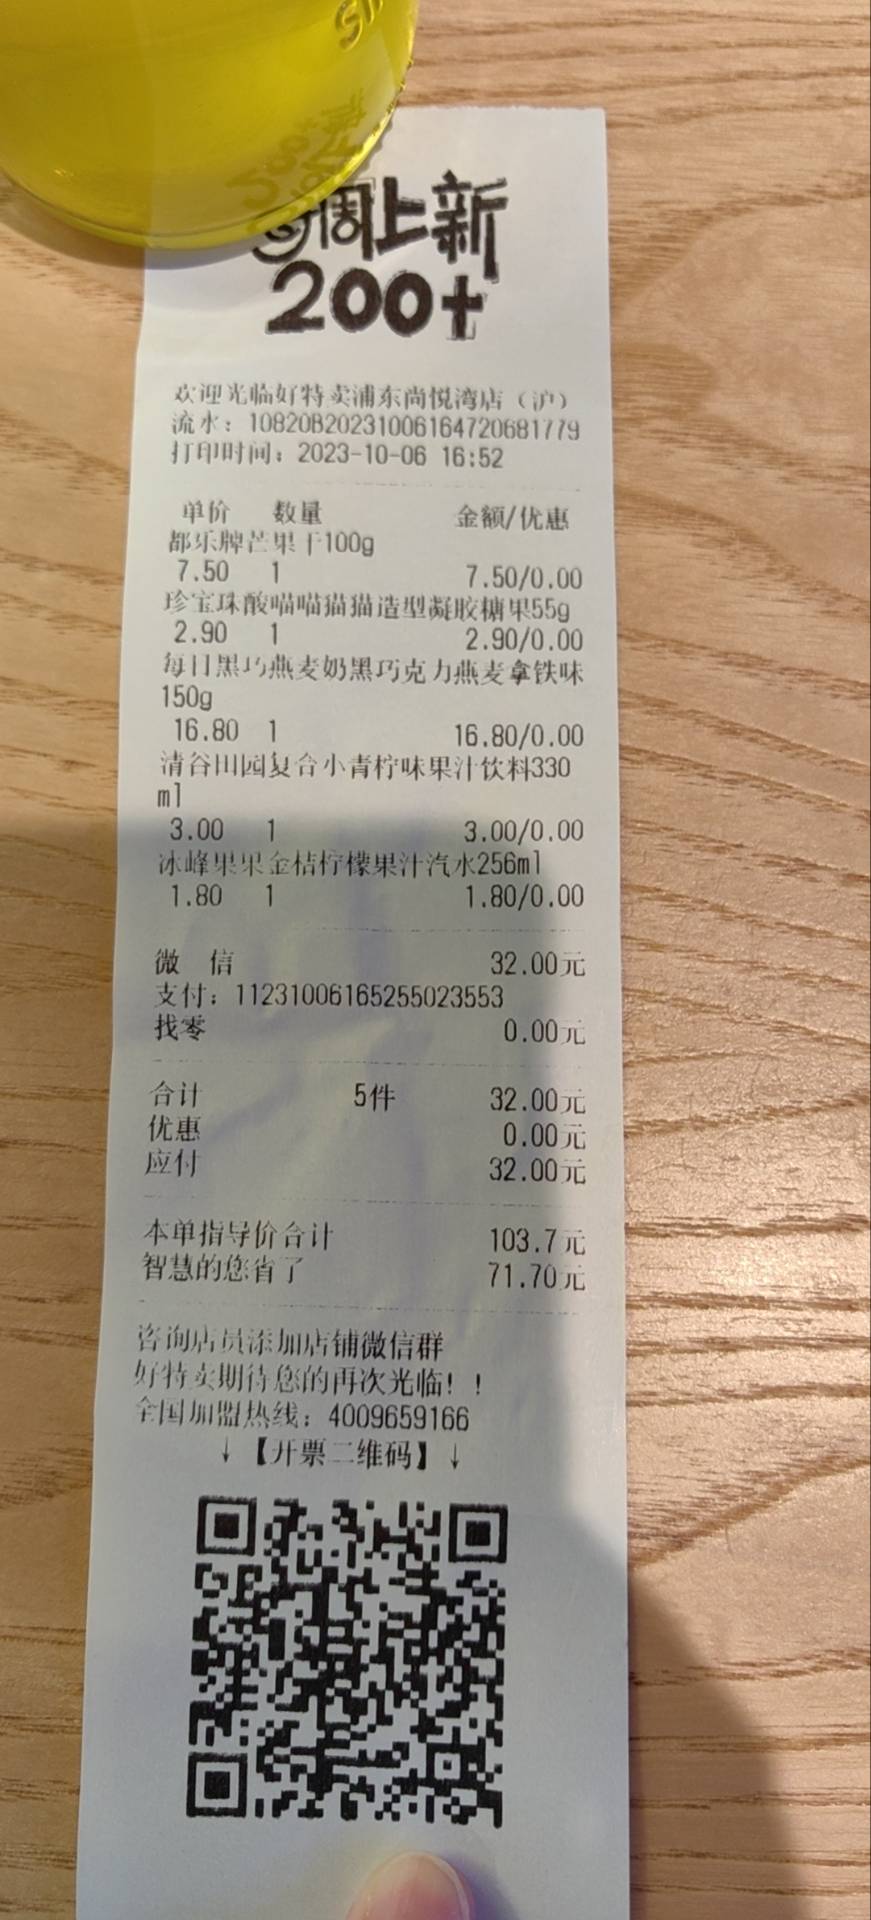 周上新
200+
欢迎光临好特卖浦东尚悦湾店（沪）
流水：10820B20231006164720681779
打印时间：2023-10-06 16:52
单价 数量 金额/优惠
都乐牌芒果干100g
7.50 1 7.50/0.00
珍宝珠酸喵喵猫猫造型凝胶糖果55g
2.90 1 2.90/0.00
每日黑巧燕麦奶黑巧克力燕麦拿铁味
150g
16.80 1 16.80/0.00
清谷田园复合小青柠味果汁饮料330
ml
3.00 1 3.00/0.00
冰峰果果金桔柠檬果汁汽水256ml
1.80 1 1.80/0.00
微 信 32.00元
支付：11231006165255023553
找零 0.00元
合计 5件 32.00元
优惠 0.00元
应付 32.00元
本单指导价合计 103.7元
智慧的您省了 71.70元
咨询店员添加店铺微信群
好特卖期待您的再次光临！！
全国加盟热线：4009659166
↓【开票二维码】↓